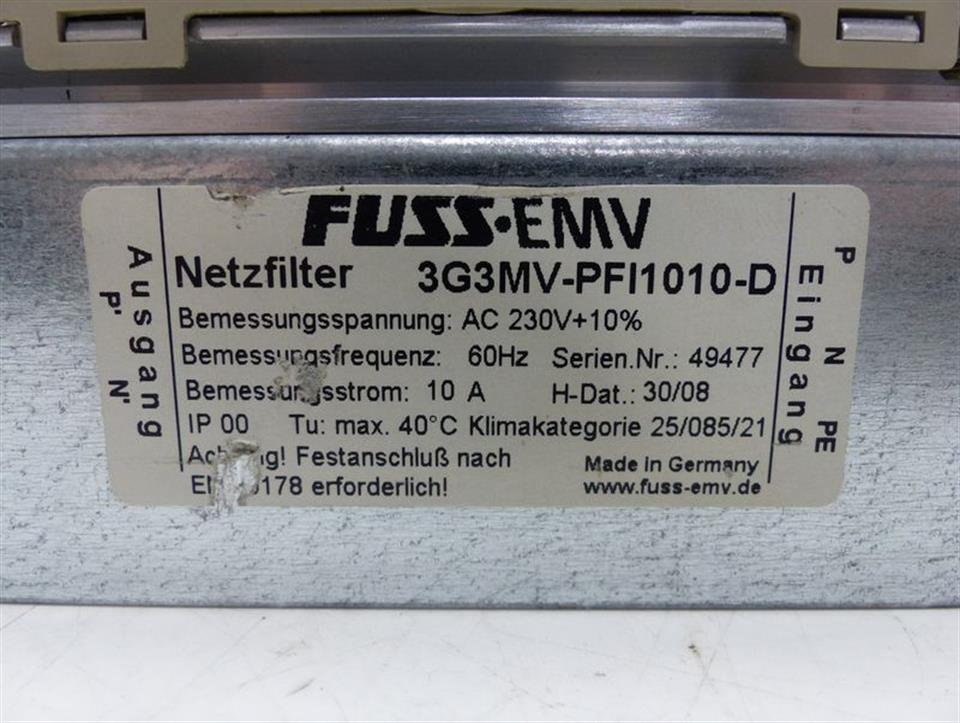 FUSS·EMV
Netzfilter 3G3MV-PFI1010-D
Bemessungsspannung: AC 230V+10%
Bemessungsfrequenz: 60Hz Serien.Nr.: 49477
Bemessungsstrom: 10 A H-Dat.: 30/08
IP 00 Tu: max. 40°C Klimakategorie 25/085/21
Achtung! Festanschluß nach
erforderlich!
Made in Germany
www.fuss-emv.de
Ausgang
P' N'
P N PE
Eingang